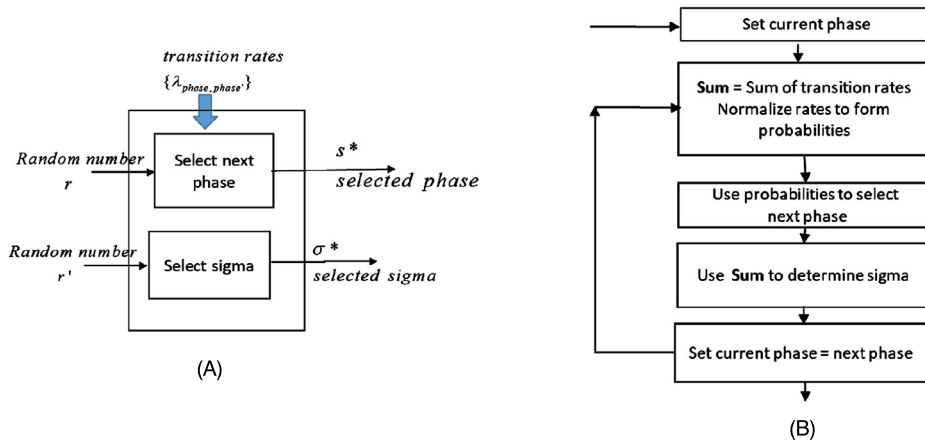 transition rates
{λphase,phase'}
Random number
r
Select next
phase
s*
selected phase
Random number
r'
Select sigma
σ*
selected sigma
(A)
Set current phase
Sum = Sum of transition rates
Normalize rates to form
probabilities
Use probabilities to select
next phase
Use Sum to determine sigma
Set current phase = next phase
(B)